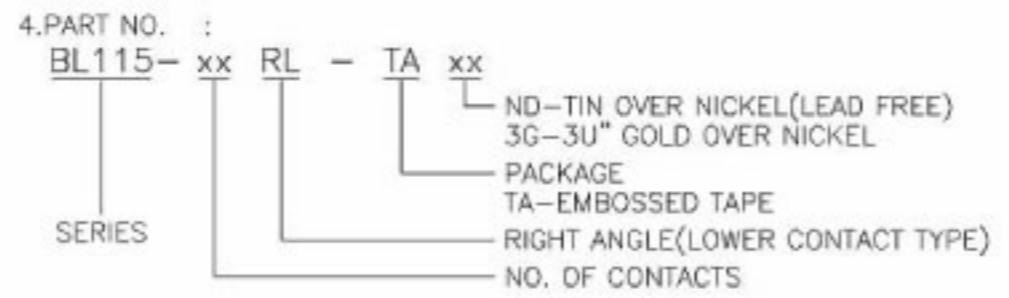 4.PART NO. :
BL115- xx RL - TA xx
ND-TIN OVER NICKEL(LEAD FREE)
3G-3U" GOLD OVER NICKEL
PACKAGE
TA-EMBOSSED TAPE
SERIES
RIGHT ANGLE(LOWER CONTACT TYPE)
NO. OF CONTACTS